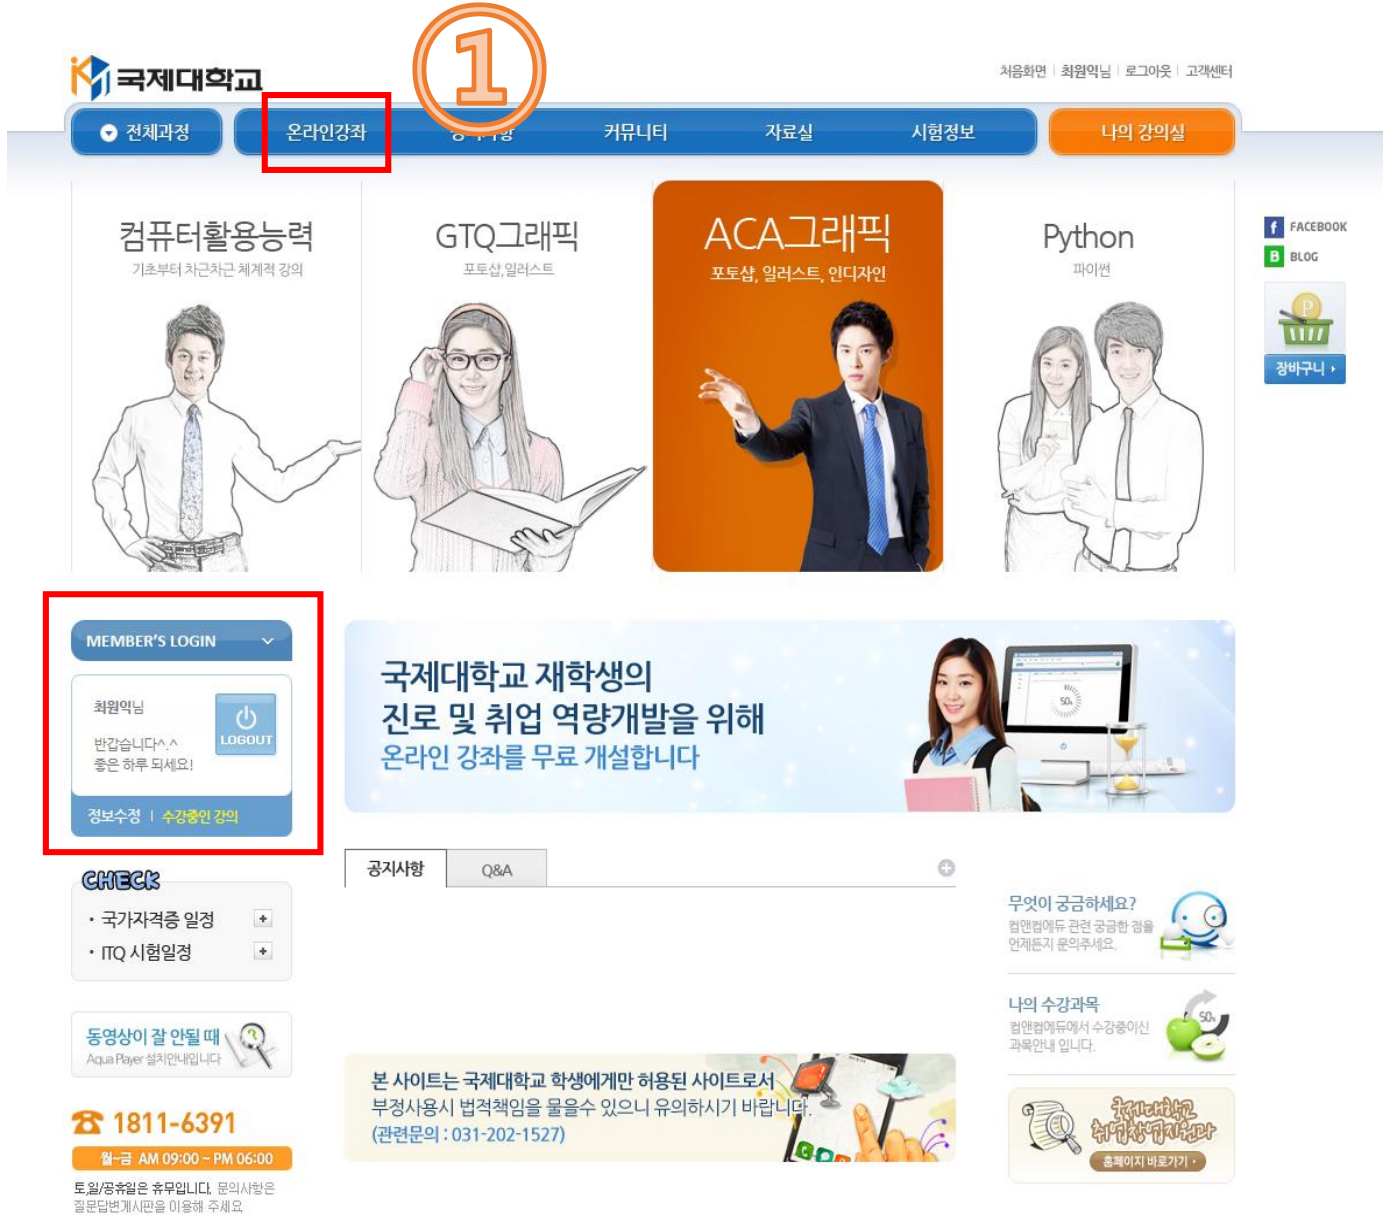 ①
국제대학교
처음화면 | 최원익님 | 로그아웃 | 고객센터
전체과정
온라인강좌
커뮤니티
자료실
시험정보
나의 강의실
컴퓨터활용능력
기초부터 차근차근 체계적 강의
GTQ그래픽
포토샵,일러스트
ACA그래픽
포토샵, 일러스트, 인디자인
Python
파이썬
FACEBOOK
BLOG
장바구니
MEMBER'S LOGIN
최원익님
반갑습니다^.^
좋은 하루 되세요!
LOGOUT
정보수정 | 수강중인 강의
국제대학교 재학생의
진로 및 취업 역량개발을 위해
온라인 강좌를 무료 개설합니다
50%
CHECK
· 국가자격증 일정
· ITQ 시험일정
공지사항
Q&A
무엇이 궁금하세요?
컴앤컴에듀 관련 궁금한 점을
언제든지 문의주세요.
나의 수강과목
컴앤컴에듀에서 수강중이신
과목안내 입니다.
50%
동영상이 잘 안될 때
Aqua Player 설치안내입니다
본 사이트는 국제대학교 학생에게만 허용된 사이트로서
부정사용시 법적책임을 물을수 있으니 유의하시기 바랍니다.
(관련문의 : 031-202-1527)
국제대학교
취업창업지원과
홈페이지 바로가기
1811-6391
월~금 AM 09:00 ~ PM 06:00
토,일/공휴일은 휴무입니다. 문의사항은
질문답변게시판을 이용해 주세요